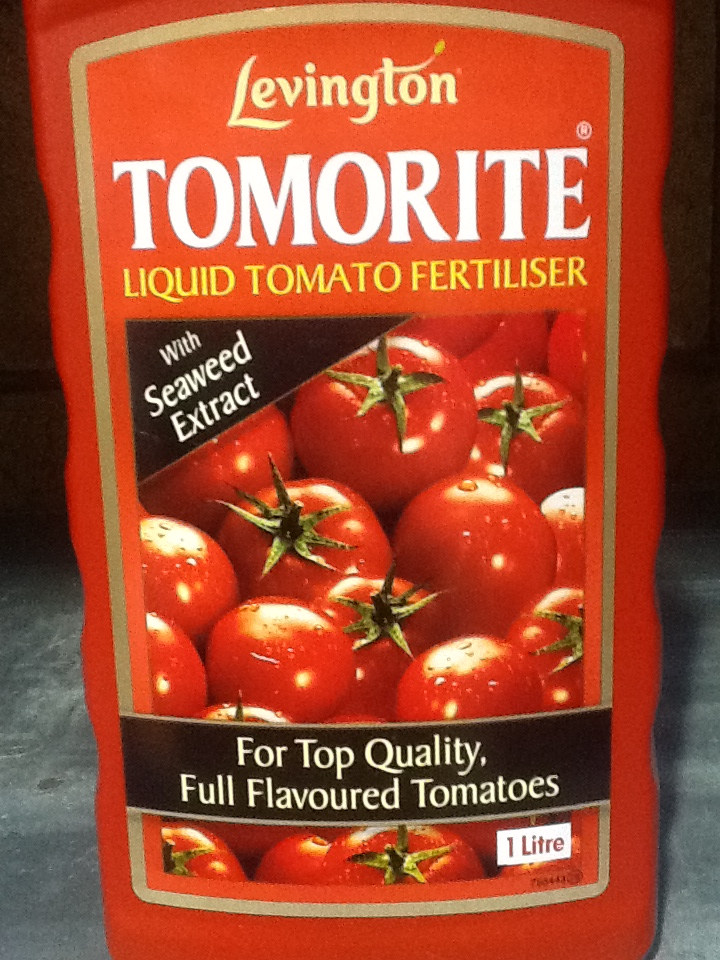 Levington
TOMORITE®
LIQUID TOMATO FERTILISER
With
Seaweed
Extract
For Top Quality,
Full Flavoured Tomatoes
1 Litre